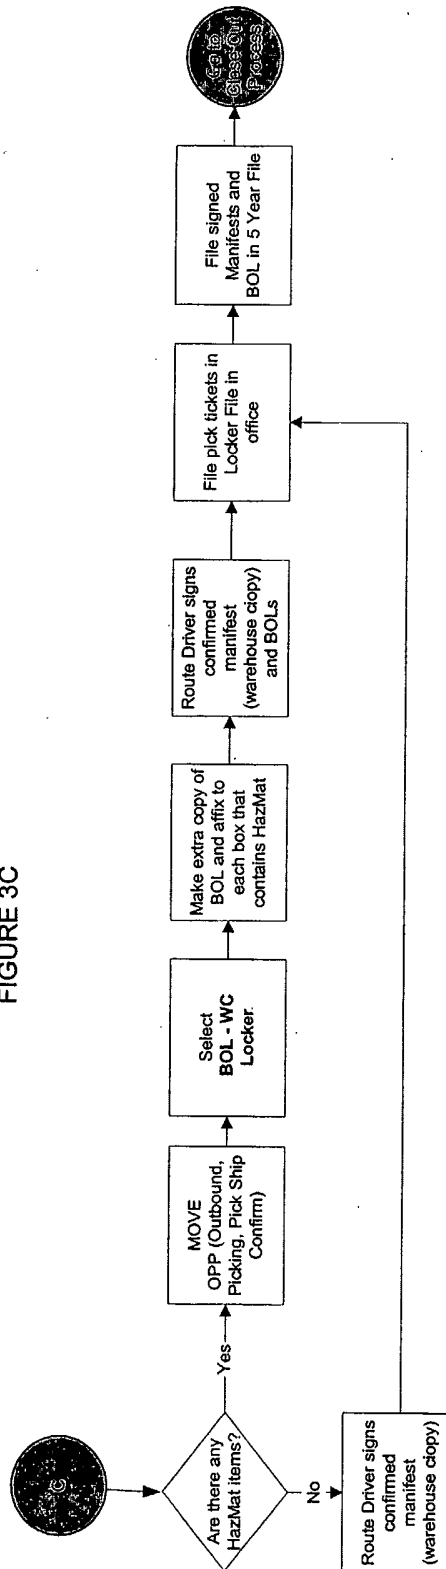 FIGURE 3C
C
Are there any
HazMat items?
Yes
No
MOVE
OPP (Outbound,
Picking, Pick Ship
Confirm)
Select
BOL - WC
Locker.
Make extra copy of
BOL and affix to
each box that
contains HazMat
Route Driver signs
confirmed
manifest
(warehouse ciopy)
and BOLs
File pick tickets in
Locker File in
office
File signed
Manifests and
BOL in 5 Year File
Go to
Close-Out
Process
Route Driver signs
confirmed
manifest
(warehouse ciopy)